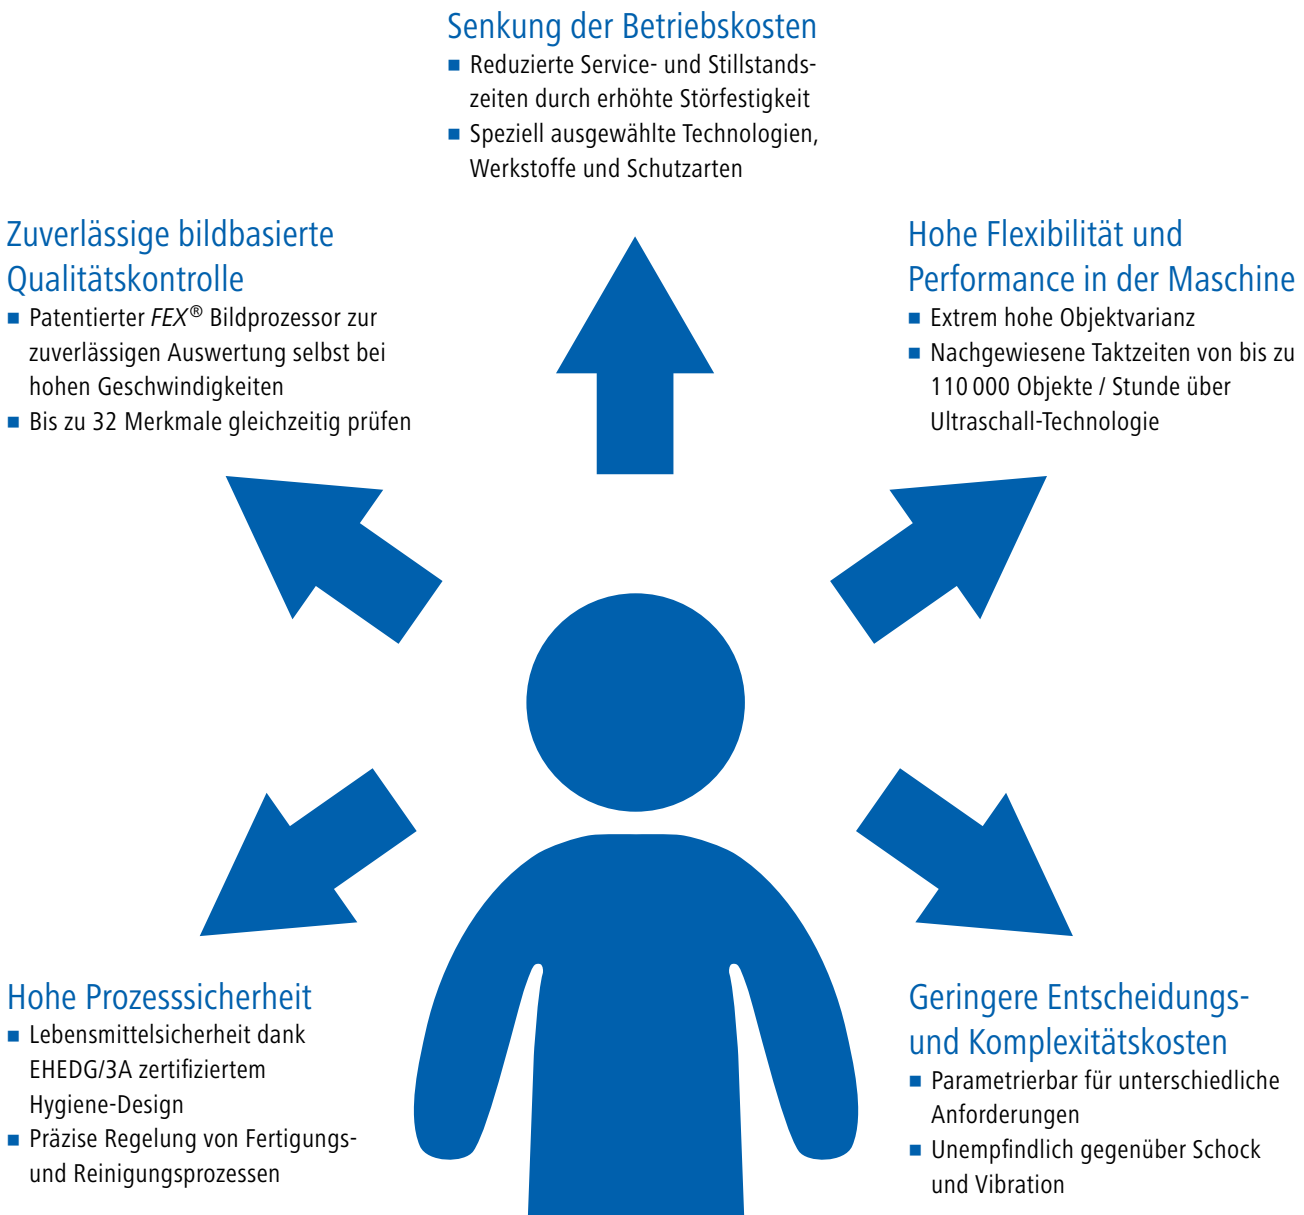 Senkung der Betriebskosten
■ Reduzierte Service- und Stillstands-
zeiten durch erhöhte Störfestigkeit
■ Speziell ausgewählte Technologien,
Werkstoffe und Schutzarten
Zuverlässige bildbasierte
Qualitätskontrolle
■ Patentierter FEX® Bildprozessor zur
zuverlässigen Auswertung selbst bei
hohen Geschwindigkeiten
■ Bis zu 32 Merkmale gleichzeitig prüfen
Hohe Flexibilität und
Performance in der Maschine
■ Extrem hohe Objektvarianz
■ Nachgewiesene Taktzeiten von bis zu
110 000 Objekte / Stunde über
Ultraschall-Technologie
Hohe Prozesssicherheit
■ Lebensmittelsicherheit dank
EHEDG/3A zertifiziertem
Hygiene-Design
■ Präzise Regelung von Fertigungs-
und Reinigungsprozessen
Geringere Entscheidungs-
und Komplexitätskosten
■ Parametrierbar für unterschiedliche
Anforderungen
■ Unempfindlich gegenüber Schock
und Vibration